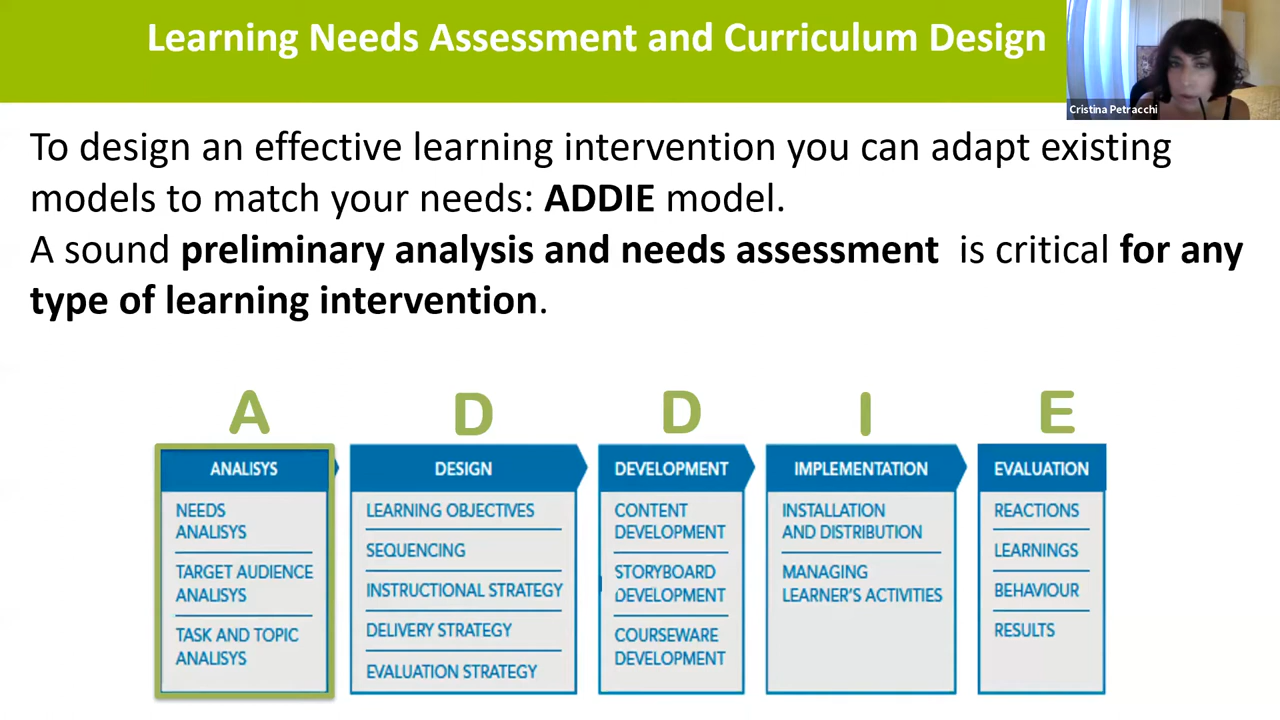 Learning Needs Assessment and Curriculum Design
Cristina Petracchi
To design an effective learning intervention you can adapt existing
models to match your needs: ADDIE model.
A sound preliminary analysis and needs assessment is critical for any
type of learning intervention.
A D D I E
ANALISYS
NEEDS
ANALISYS
TARGET AUDIENCE
ANALISYS
TASK AND TOPIC
ANALISYS
DESIGN
LEARNING OBJECTIVES
SEQUENCING
INSTRUCTIONAL STRATEGY
DELIVERY STRATEGY
EVALUATION STRATEGY
DEVELOPMENT
CONTENT
DEVELOPMENT
STORYBOARD
DEVELOPMENT
COURSEWARE
DEVELOPMENT
IMPLEMENTATION
INSTALLATION
AND DISTRIBUTION
MANAGING
LEARNER'S ACTIVITIES
EVALUATION
REACTIONS
LEARNINGS
BEHAVIOUR
RESULTS